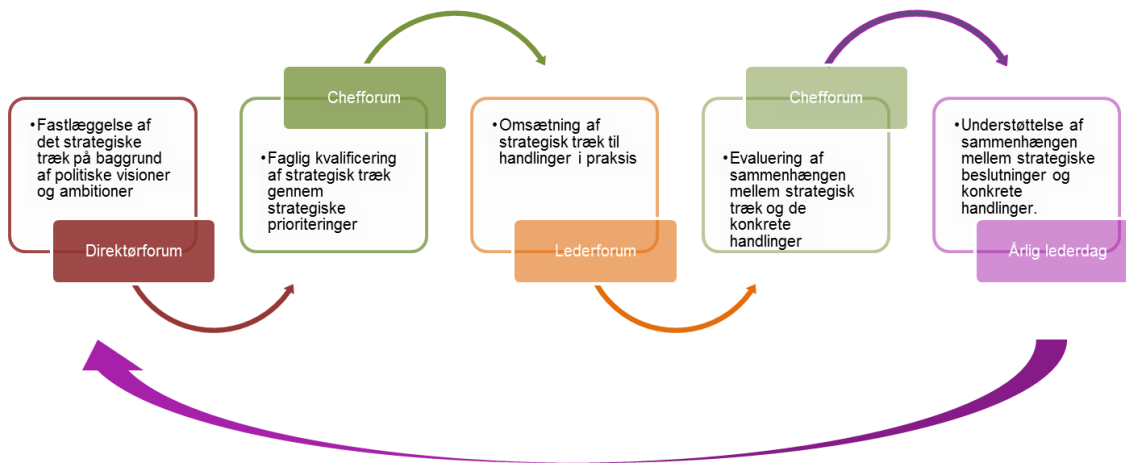 •Fastlæggelse af
det strategiske
træk på baggrund
af politiske visioner
og ambitioner
Direktørforum
Chefforum
•Faglig kvalificering
af strategisk træk
gennem
strategiske
prioriteringer
•Omsætning af
strategisk træk til
handlinger i praksis
Lederforum
Chefforum
•Evaluering af
sammenhængen
mellem strategisk
træk og de
konkrete
handlinger
•Understøttelse af
sammenhængen
mellem strategiske
beslutninger og
konkrete
handlinger.
Årlig lederdag